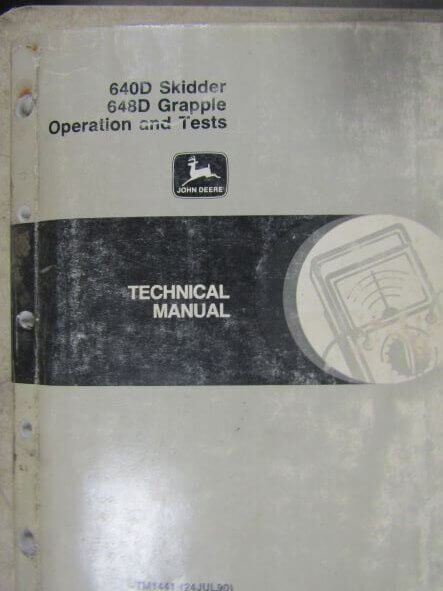 640D Skidder
648D Grapple
Operation and Tests
JOHN DEERE
TECHNICAL
MANUAL
TM1441 (24JUL90)